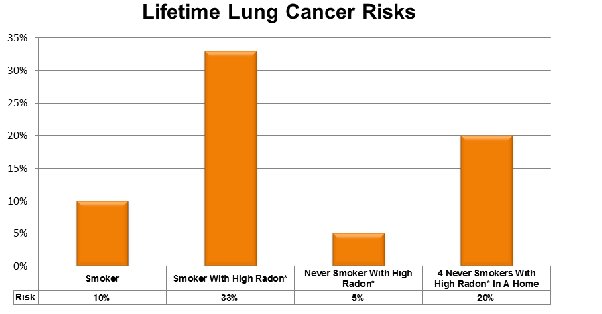 Lifetime Lung Cancer Risks
35%
30%
25%
20%
15%
10%
5%
0%
Smoker
Smoker With High Radon*
Never Smoker With High
Radon*
4 Never Smokers With
High Radon* In A Home
Risk
10%
33%
5%
20%